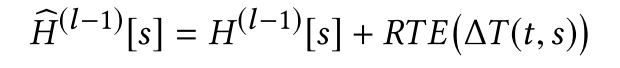 Ĥ^{(l−1)}[s] = H^{(l−1)}[s] + RTE(ΔT(t, s))